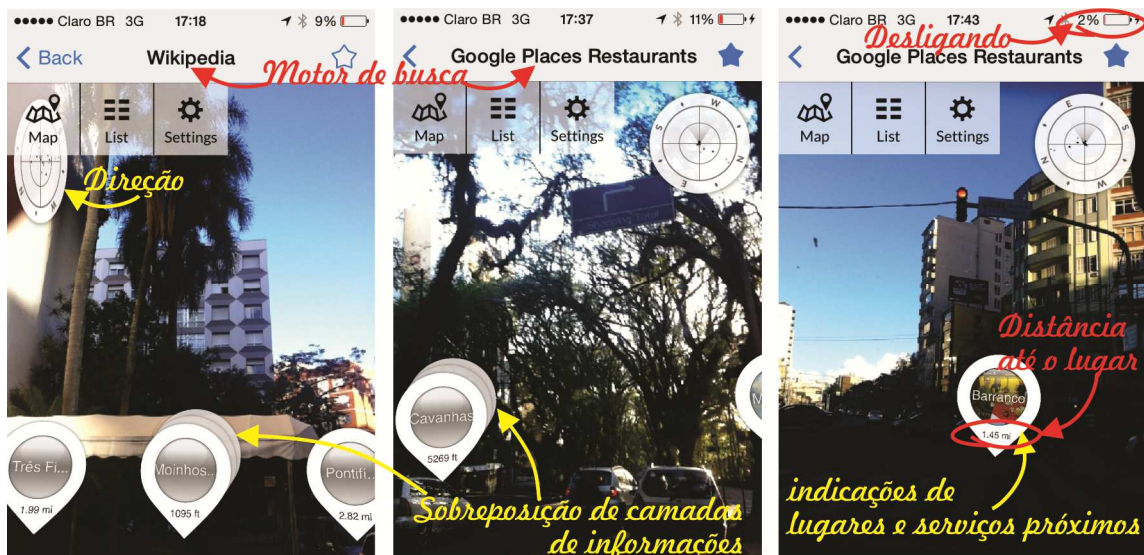 Claro BR 3G 17:18 9%
Back Wikipedia
Map List Settings
N
W
Direção
Três Fi...
1.99 mi
Moinhos...
1095 ft
Pontifi...
2.82 mi
Claro BR 3G 17:37 11%
Google Places Restaurants
Motor de busca
Map List Settings
S W
E N
Cavanhas
5269 ft
M
Sobreposição de camadas
de informações
Claro BR 3G 17:43 2%
Desligando
Google Places Restaurants
Map List Settings
N E
W S
Distância
até o lugar
Barranco
1.45 mi
indicações de
lugares e serviços próximos